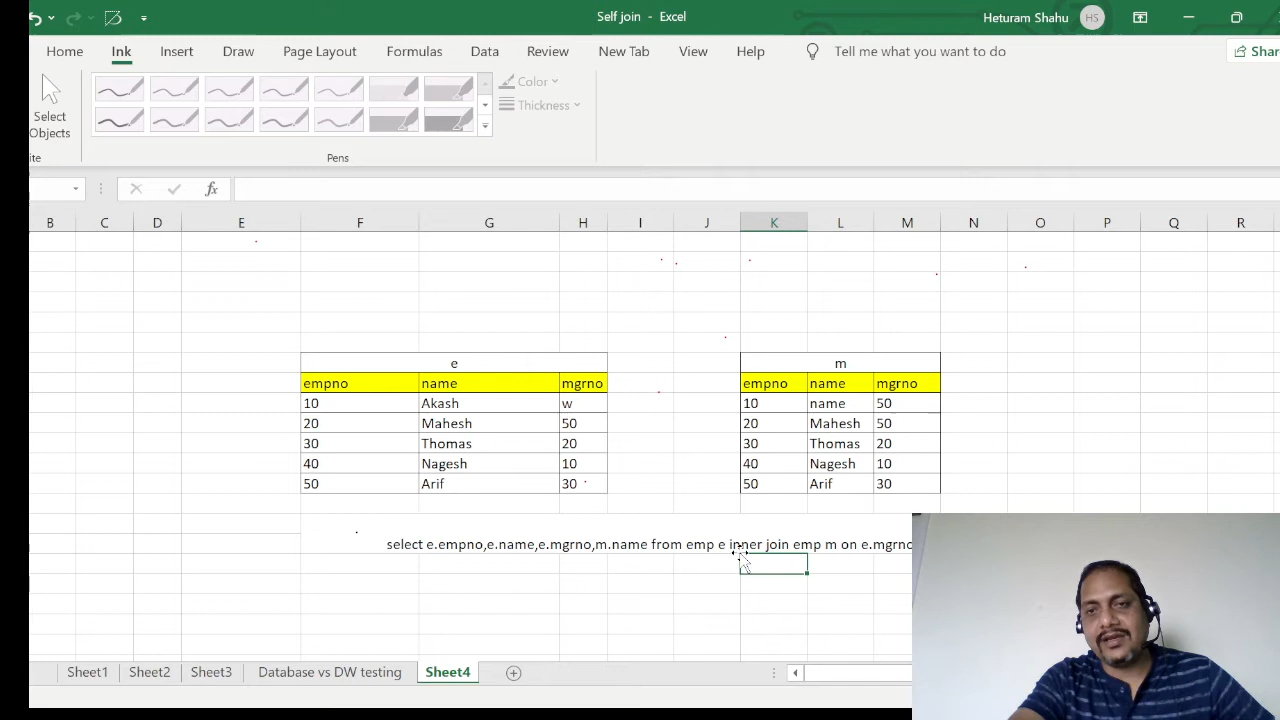 Self join - Excel
Heturam Shahu HS
Home Ink Insert Draw Page Layout Formulas Data Review New Tab View Help Tell me what you want to do
Select
Objects
Color
Thickness
Pens
fx
B C D E F G H I J K L M N O P Q R
e m
empno name mgrno empno name mgrno
10 Akash w 10 name 50
20 Mahesh 50 20 Mahesh 50
30 Thomas 20 30 Thomas 20
40 Nagesh 10 40 Nagesh 10
50 Arif 30 50 Arif 30
select e.empno,e.name,e.mgrno,m.name from emp e inner join emp m on e.mgrno
Sheet1 Sheet2 Sheet3 Database vs DW testing Sheet4